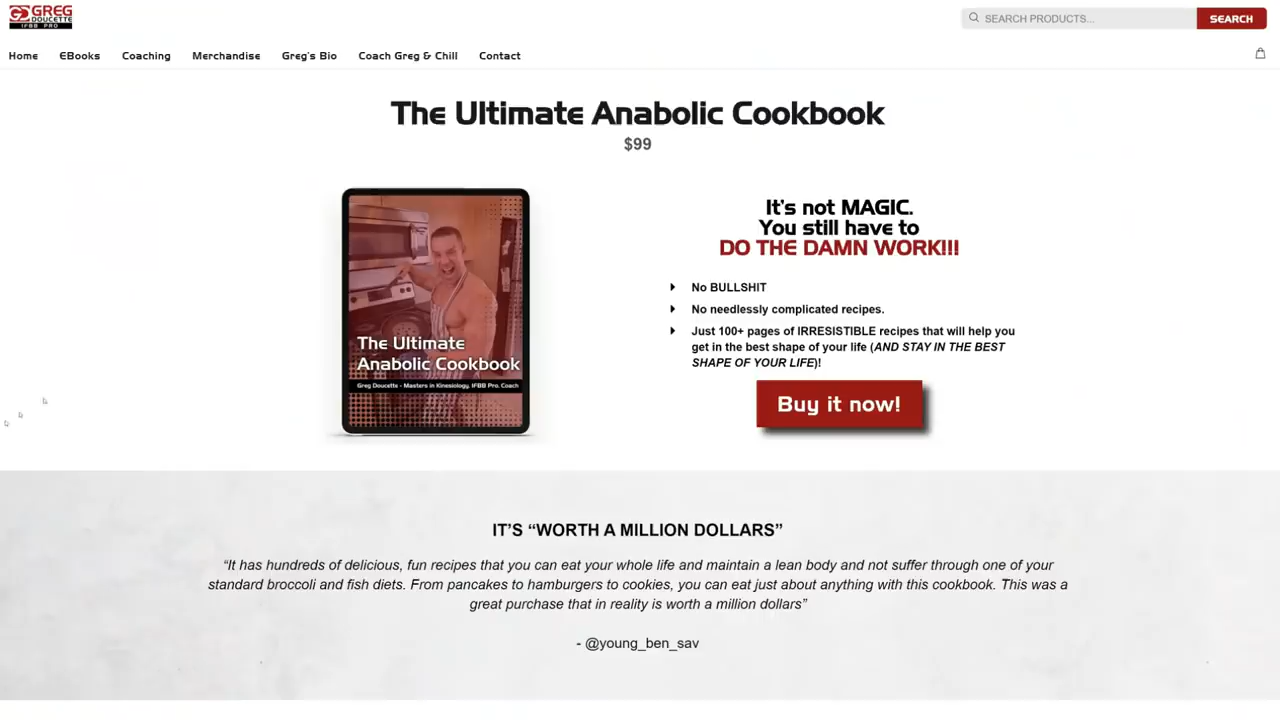 GREG
DOUCETTE
IFBB PRO
SEARCH PRODUCTS...
SEARCH
Home
EBooks
Coaching
Merchandise
Greg's Bio
Coach Greg & Chill
Contact
The Ultimate Anabolic Cookbook
$99
The Ultimate
Anabolic Cookbook
Greg Doucette - Masters in Kinesiology, IFBB Pro, Coach
It's not MAGIC.
You still have to
DO THE DAMN WORK!!!
No BULLSHIT
No needlessly complicated recipes.
Just 100+ pages of IRRESISTIBLE recipes that will help you
get in the best shape of your life (AND STAY IN THE BEST
SHAPE OF YOUR LIFE)!
Buy it now!
IT'S “WORTH A MILLION DOLLARS”
“It has hundreds of delicious, fun recipes that you can eat your whole life and maintain a lean body and not suffer through one of your
standard broccoli and fish diets. From pancakes to hamburgers to cookies, you can eat just about anything with this cookbook. This was a
great purchase that in reality is worth a million dollars”
- @young_ben_sav